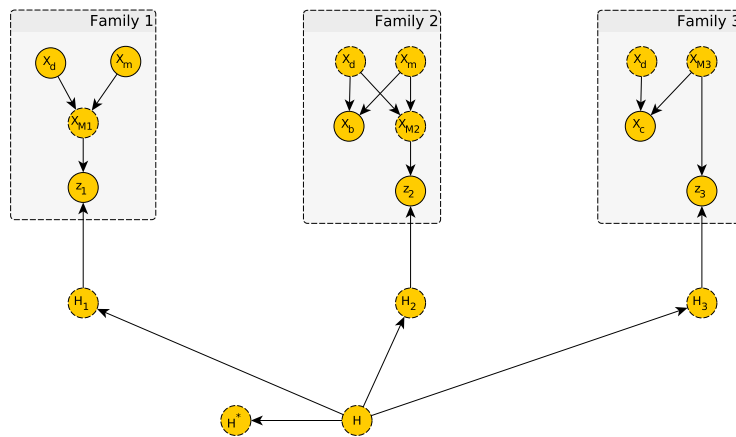 Family 1
Family 2
Family 3
Xd
Xm
Xd
Xm
Xd
XM3
XM1
Xb
XM2
Xc
z1
z2
z3
H1
H2
H3
H*
H